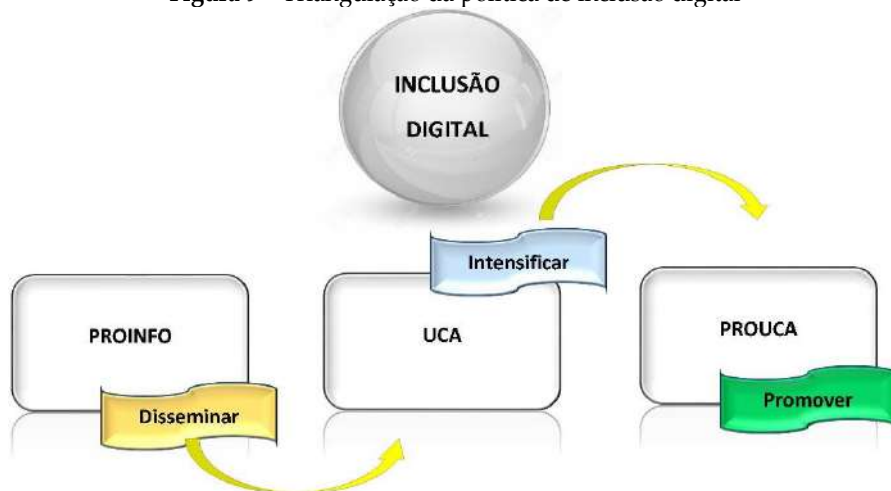 INCLUSÃO
DIGITAL
Intensificar
PROINFO
UCA
PROUCA
Disseminar
Promover